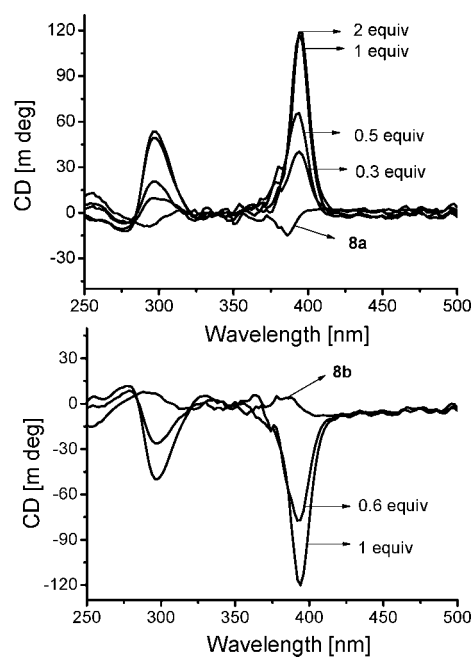 120
90
60
30
0
-30
CD [m deg]
2 equiv
1 equiv
0.5 equiv
0.3 equiv
8a
250 300 350 400 450 500
Wavelength [nm]
30
0
-30
-60
-90
-120
CD [m deg]
8b
0.6 equiv
1 equiv
250 300 350 400 450 500
Wavelength [nm]